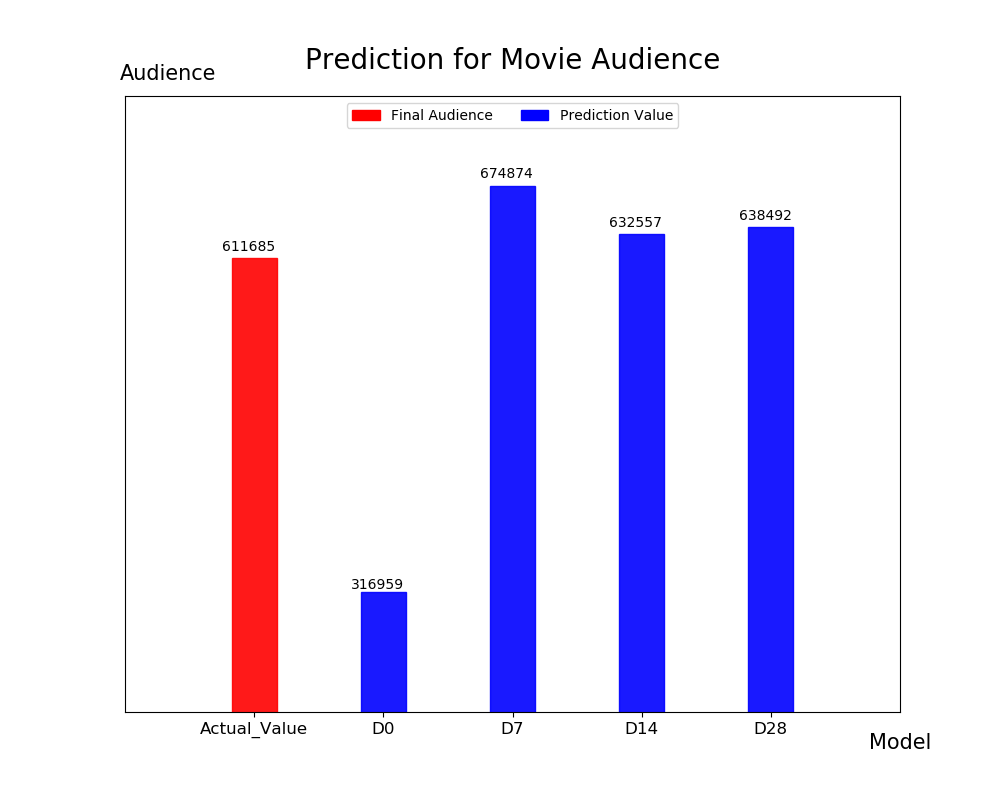 Prediction for Movie Audience
Audience
Final Audience Prediction Value
674874
638492
632557
611685
316959
Actual_Value D0 D7 D14 D28
Model